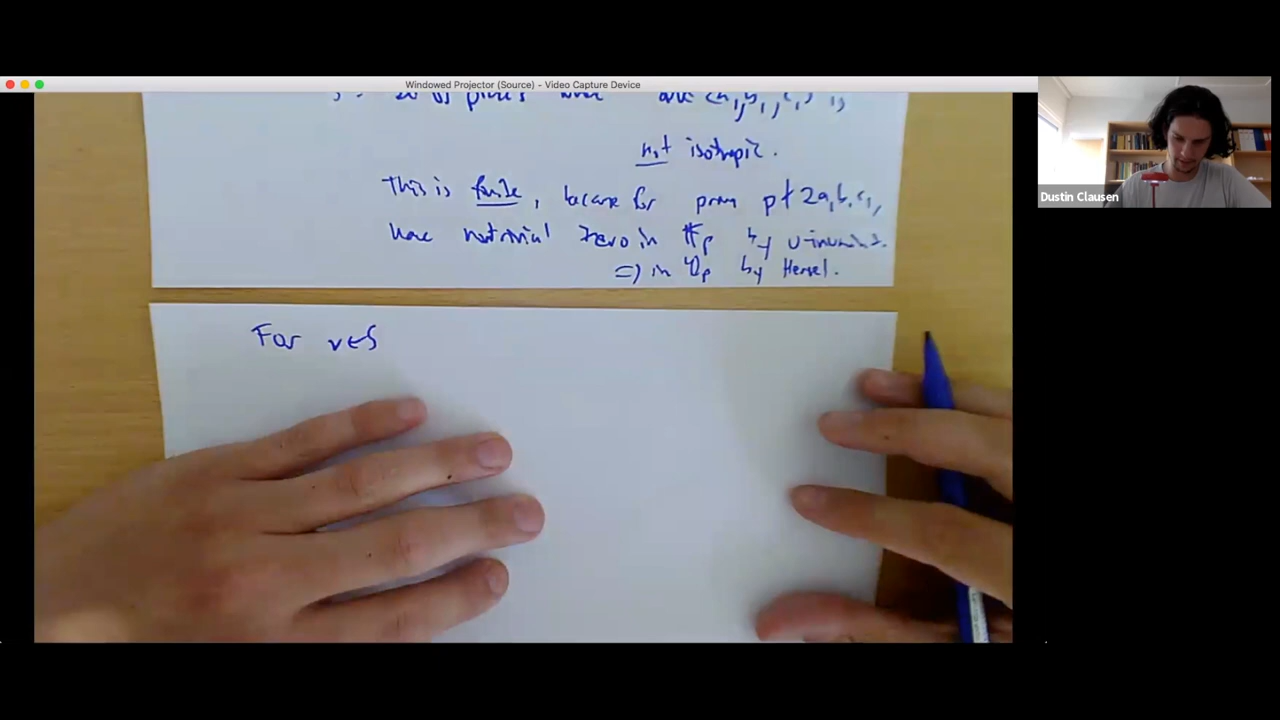 Windowed Projector (Source) - Video Capture Device
not isotropic.
This is finite, because for prim p∤2a,b,c,
have nontrivial zero in 𝔽p by u-
⇒ in ℚp by Hensel.
For v∈S
Dustin Clausen